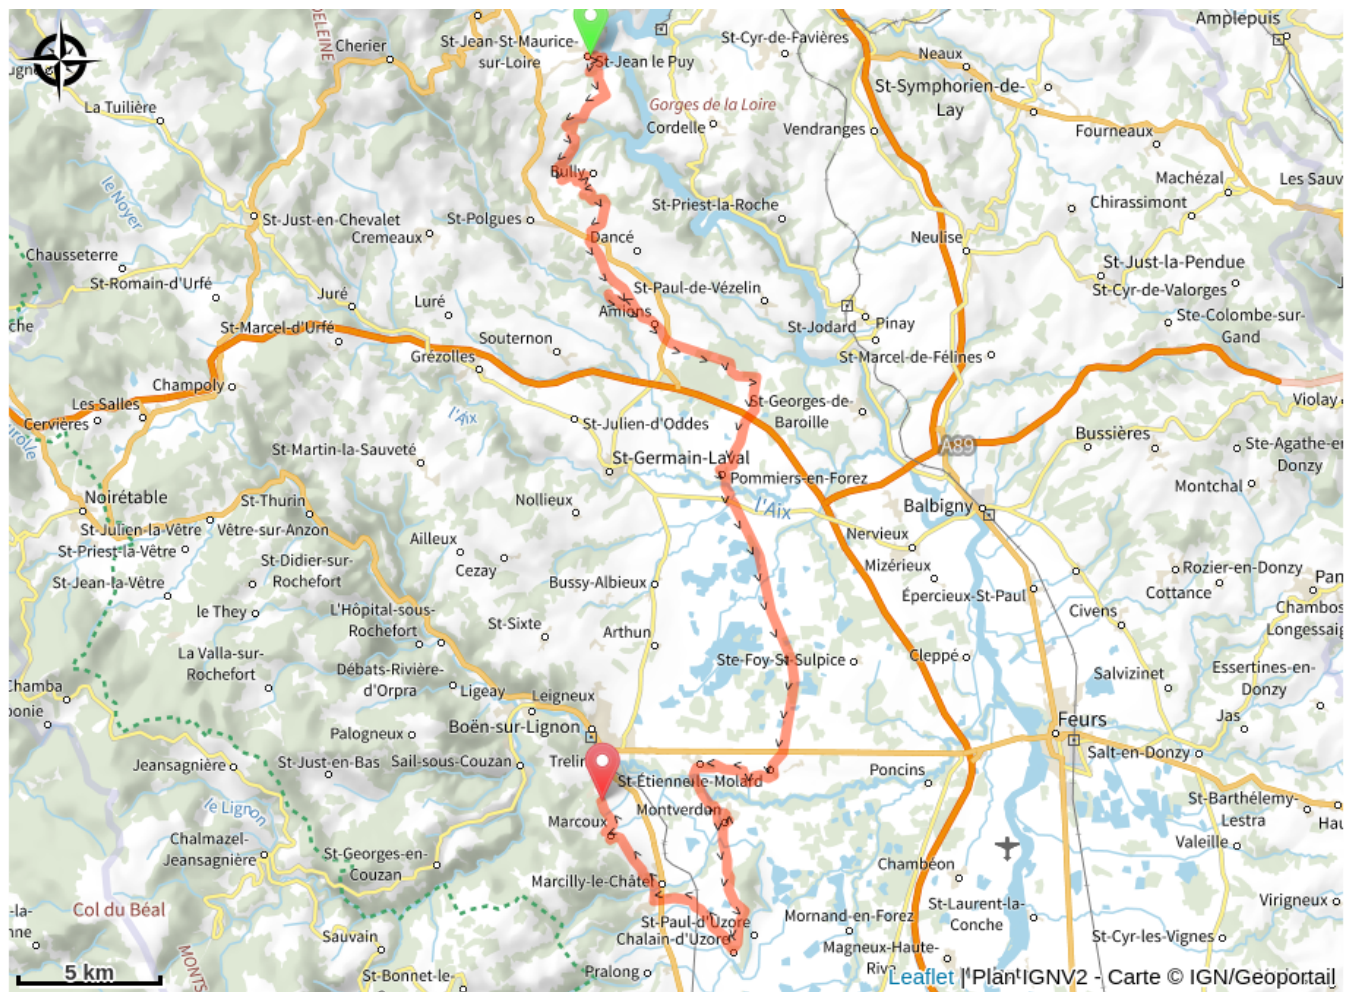 Amplepuis
St-Cyr-de-Favières
St-Jean-St-Maurice-
sur-Loire
Cherier
DELEINE
St-Jean le Puy
Neaux
St-Symphorien-de-
Lay
La Tuilière
Gorges de la Loire
Cordelle
Vendranges
Fourneaux
le Noyer
Bully
Machézal
Les Sauv
St-Just-en-Chevalet
St-Polgues
St-Priest-la-Roche
Chirassimont
Cremeaux
Dancé
Neulise
Chausseterre
St-Romain-d'Urfé
St-Just-la-Pendue
St-Cyr-de-Valorges
Juré
Luré
St-Paul-de-Vézelin
che
St-Marcel-d'Urfé
Amions
St-Jodard
Pinay
Ste-Colombe-sur-
Gand
Souternon
Grézolles
St-Marcel-de-Félines
Champoly
Les Salles
Cervières
l'Aix
St-Julien-d'Oddes
St-Georges-de-
Baroille
Violay
A89
Bussières
Ste-Agathe-en
Donzy
St-Martin-la-Sauveté
St-Germain-Laval
Pommiers-en-Forez
Montchal
Noirétable
St-Thurin
Nollieux
l'Aix
Balbigny
St-Julien-la-Vêtre
Vêtre-sur-Anzon
St-Priest-la-Vêtre
Ailleux
Nervieux
St-Didier-sur-
Rochefort
Cezay
Mizérieux
Rozier-en-Donzy
St-Jean-la-Vêtre
Bussy-Albieux
Épercieux-St-Paul
Cottance
Pan
le They
L'Hôpital-sous-
Rochefort
Civens
Chambos
Longessaig
St-Sixte
Arthun
La Valla-sur-
Rochefort
Débats-Rivière-
d'Orpra
Ste-Foy-St-Sulpice
Cleppé
Salvizinet
Essertines-en-
Donzy
Chamba
onie
Ligeay
Leigneux
Palogneux
Boën-sur-Lignon
Feurs
Jas
Jeansagnière
St-Just-en-Bas
Sail-sous-Couzan
Trelin
Salt-en-Donzy
Poncins
St-Étienne-le-Molard
le Lignon
Montverdun
Marcoux
St-Barthélemy-
Lestra
Hau
Chalmazel-
Jeansagnière
St-Georges-en-
Couzan
Valeille
Chambéon
Marcilly-le-Châtel
-la-
nne
Col du Béal
St-Paul-d'Uzore
Chalain-d'Uzore
Mornand-en-Forez
St-Laurent-la-
Conche
Virigneux
Sauvain
MONTS
Magneux-Haute-
St-Cyr-les-Vignes
St-Bonnet-le-
Pralong
5 km
Leaflet | Plan IGNV2 - Carte © IGN/Geoportail